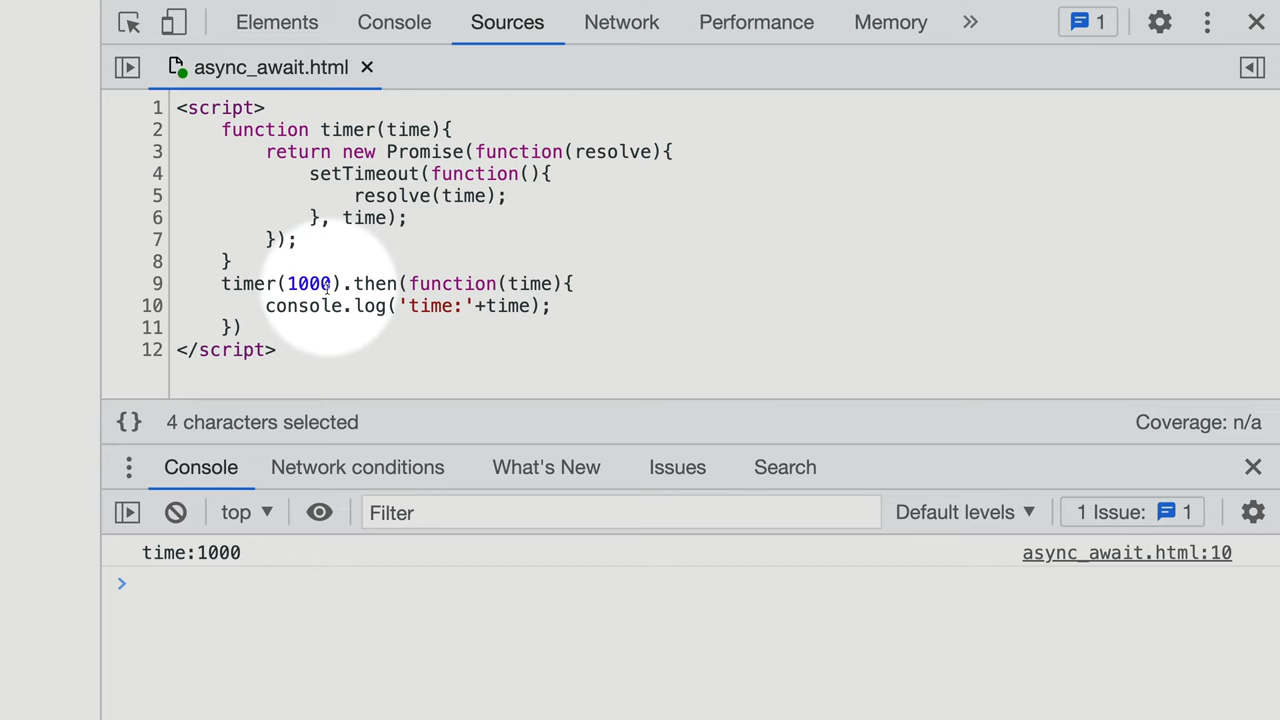 Elements Console Sources Network Performance Memory » 1
async_await.html ×
1 <script>
2     function timer(time){
3         return new Promise(function(resolve){
4             setTimeout(function(){
5                 resolve(time);
6             }, time);
7         });
8     }
9     timer(1000).then(function(time){
10         console.log('time:'+time);
11     })
12 </script>
{} 4 characters selected Coverage: n/a
Console Network conditions What's New Issues Search
top ▼ Filter Default levels ▼ 1 Issue: 1
time:1000 async_await.html:10
>